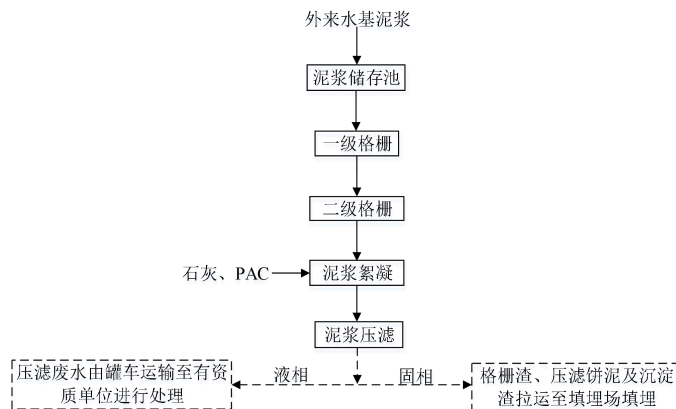 外来水基泥浆
泥浆储存池
一级格栅
二级格栅
石灰、PAC
泥浆絮凝
泥浆压滤
液相
固相
压滤废水由罐车运输至有资
质单位进行处理
格栅渣、压滤饼泥及沉淀
渣拉运至填埋场填埋